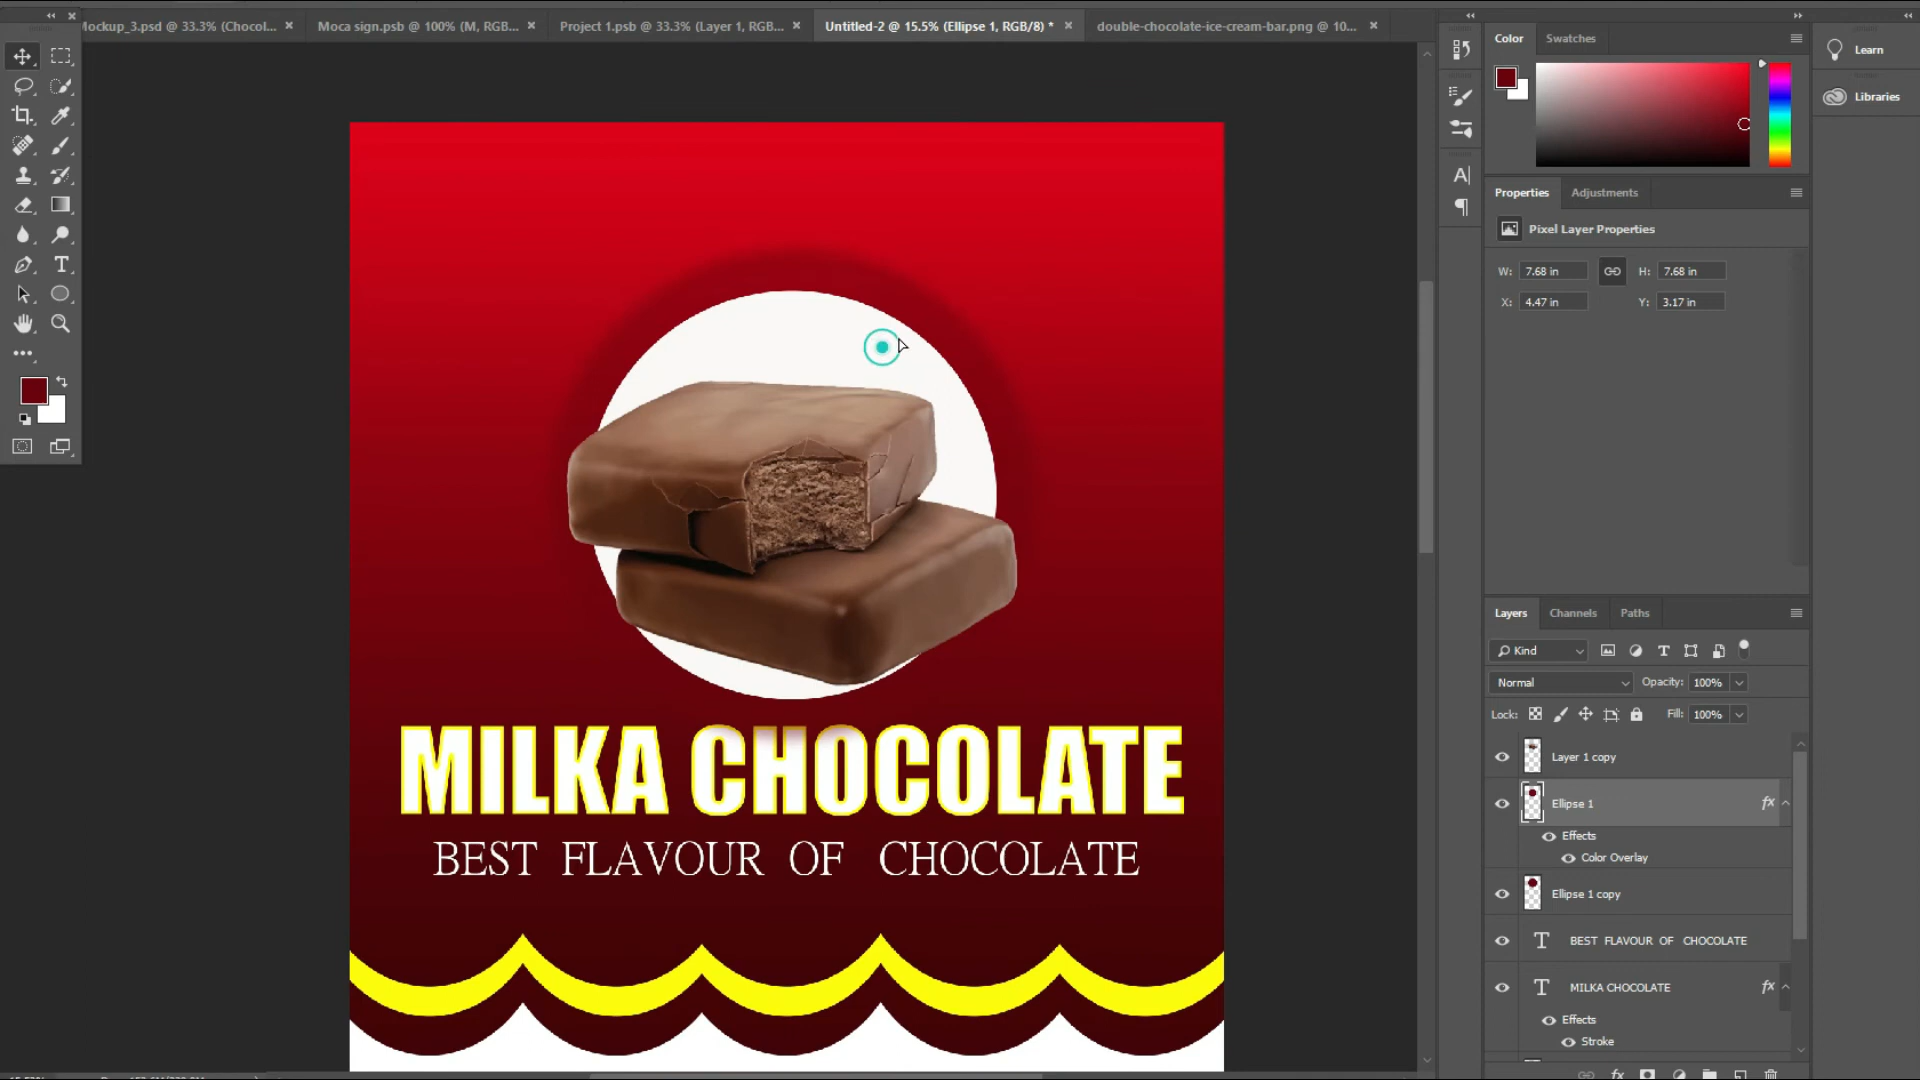 Mockup_3.psd @ 33.3% (Chocol...
Moca sign.psb @ 100% (M, RGB...
Project 1.psb @ 33.3% (Layer 1, RGB...
Untitled-2 @ 15.5% (Ellipse 1, RGB/8) *
double-chocolate-ice-cream-bar.png @ 10...
Color
Swatches
Learn
Libraries
Properties
Adjustments
Pixel Layer Properties
W: 7.68 in
H: 7.68 in
X: 4.47 in
Y: 3.17 in
MILKA CHOCOLATE
BEST FLAVOUR OF CHOCOLATE
Layers
Channels
Paths
Kind
Normal
Opacity: 100%
Lock:
Fill: 100%
Layer 1 copy
Ellipse 1
fx
Effects
Color Overlay
Ellipse 1 copy
BEST FLAVOUR OF CHOCOLATE
MILKA CHOCOLATE
fx
Effects
Stroke
fx